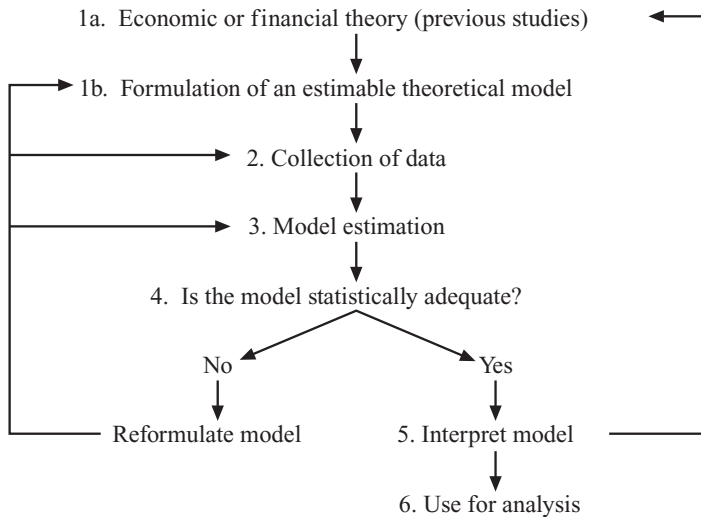 1a. Economic or financial theory (previous studies)
1b. Formulation of an estimable theoretical model
2. Collection of data
3. Model estimation
4. Is the model statistically adequate?
No
Yes
Reformulate model
5. Interpret model
6. Use for analysis